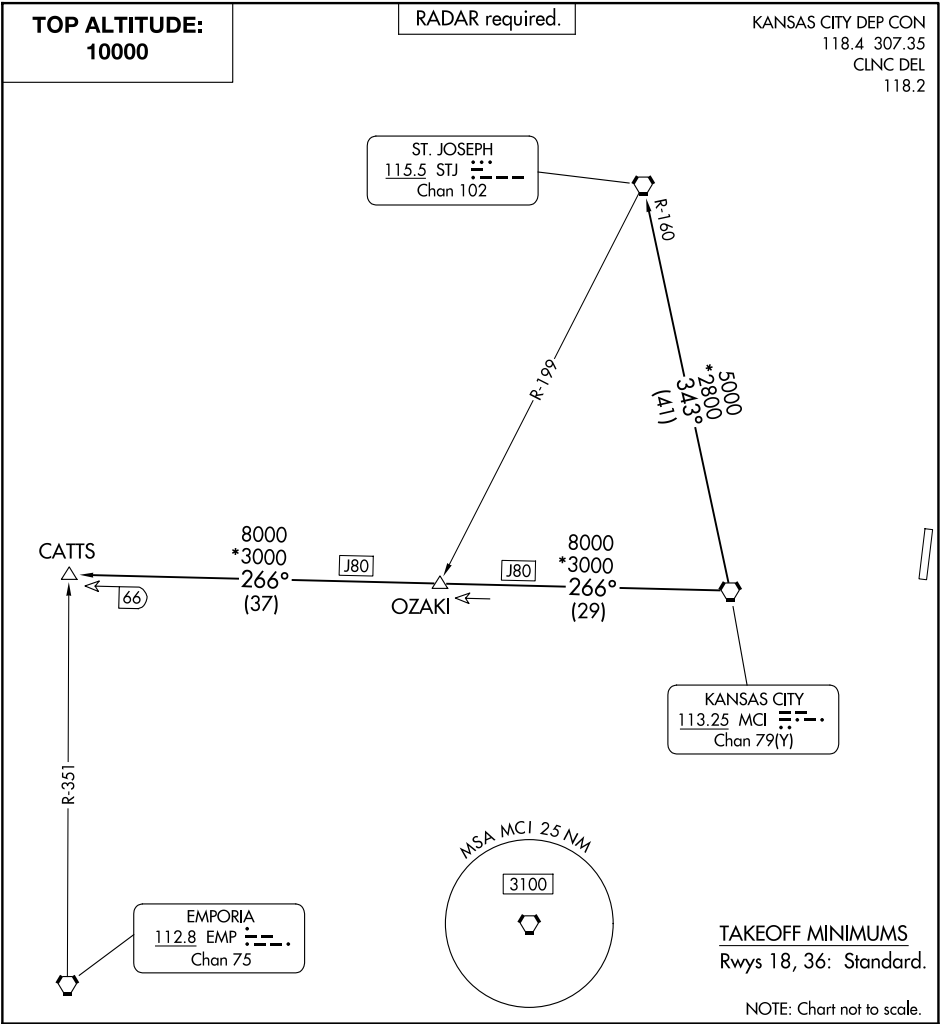 TOP ALTITUDE:
10000
RADAR required.
KANSAS CITY DEP CON
118.4 307.35
CLNC DEL
118.2
ST. JOSEPH
115.5 STJ
Chan 102
R-160
R-199
5000
*2800
343°
(41)
CATTS
66
8000
*3000
266°
(37)
J80
OZAKI
J80
8000
*3000
266°
(29)
KANSAS CITY
113.25 MCI
Chan 79(Y)
R-351
MSA MCI 25 NM
3100
EMPORIA
112.8 EMP
Chan 75
TAKEOFF MINIMUMS
Rwys 18, 36: Standard.
NOTE: Chart not to scale.